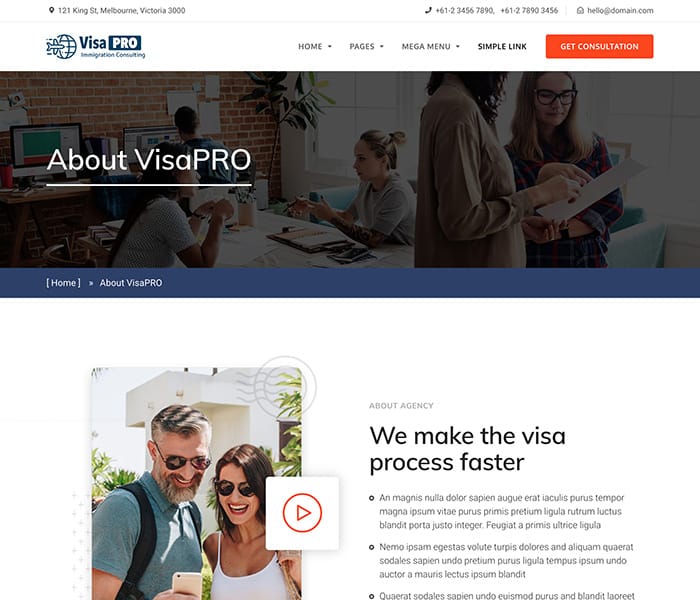 121 King St, Melbourne, Victoria 3000
+61-2 3456 7890, +61-2 7890 3456
hello@domain.com
Visa PRO
Immigration Consulting
HOME
PAGES
MEGA MENU
SIMPLE LINK
GET CONSULTATION
About VisaPRO
[ Home ] » About VisaPRO
ABOUT AGENCY
We make the visa
process faster
An magnis nulla dolor sapien augue erat iaculis purus tempor
magna ipsum vitae purus primis pretium ligula rutrum luctus
blandit porta justo integer. Feugiat a primis ultrice ligula
Nemo ipsam egestas volute turpis dolores and aliquam quaerat
sodales sapien undo pretium purus ligula tempus ipsum undo
auctor a mauris lectus ipsum blandit
Quaerat sodales sapien undo euismod purus and blandit laoreet